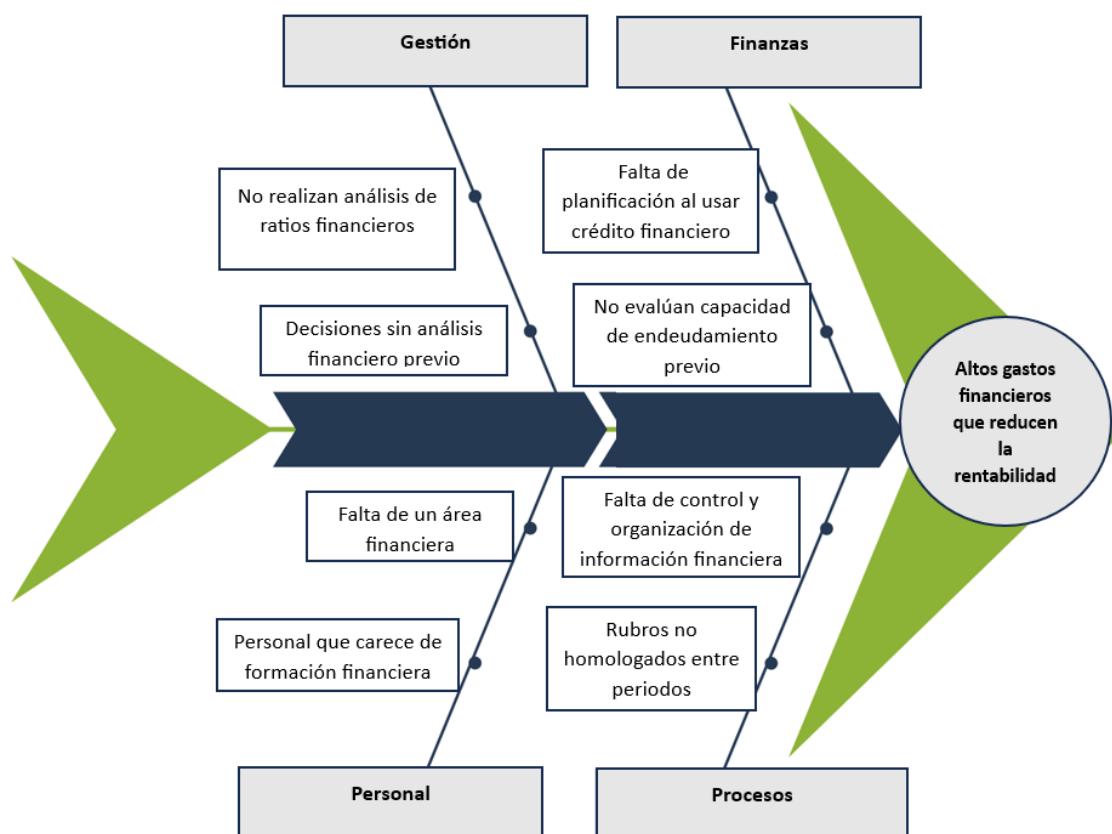 Gestión
Finanzas
No realizan análisis de
ratios financieros
Falta de
planificación al usar
crédito financiero
Decisiones sin análisis
financiero previo
No evalúan capacidad
de endeudamiento
previo
Altos gastos
financieros
que reducen
la
rentabilidad
Falta de un área
financiera
Falta de control y
organización de
información financiera
Personal que carece de
formación financiera
Rubros no
homologados entre
periodos
Personal
Procesos